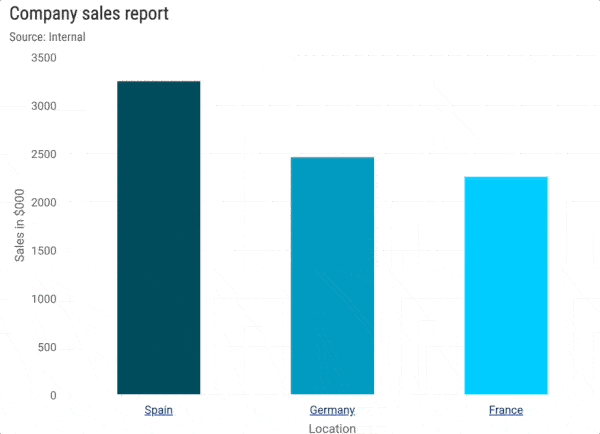 Company sales report
Source: Internal
3500
3000
2500
2000
1500
1000
500
0
Sales in $000
Spain
Germany
France
Location